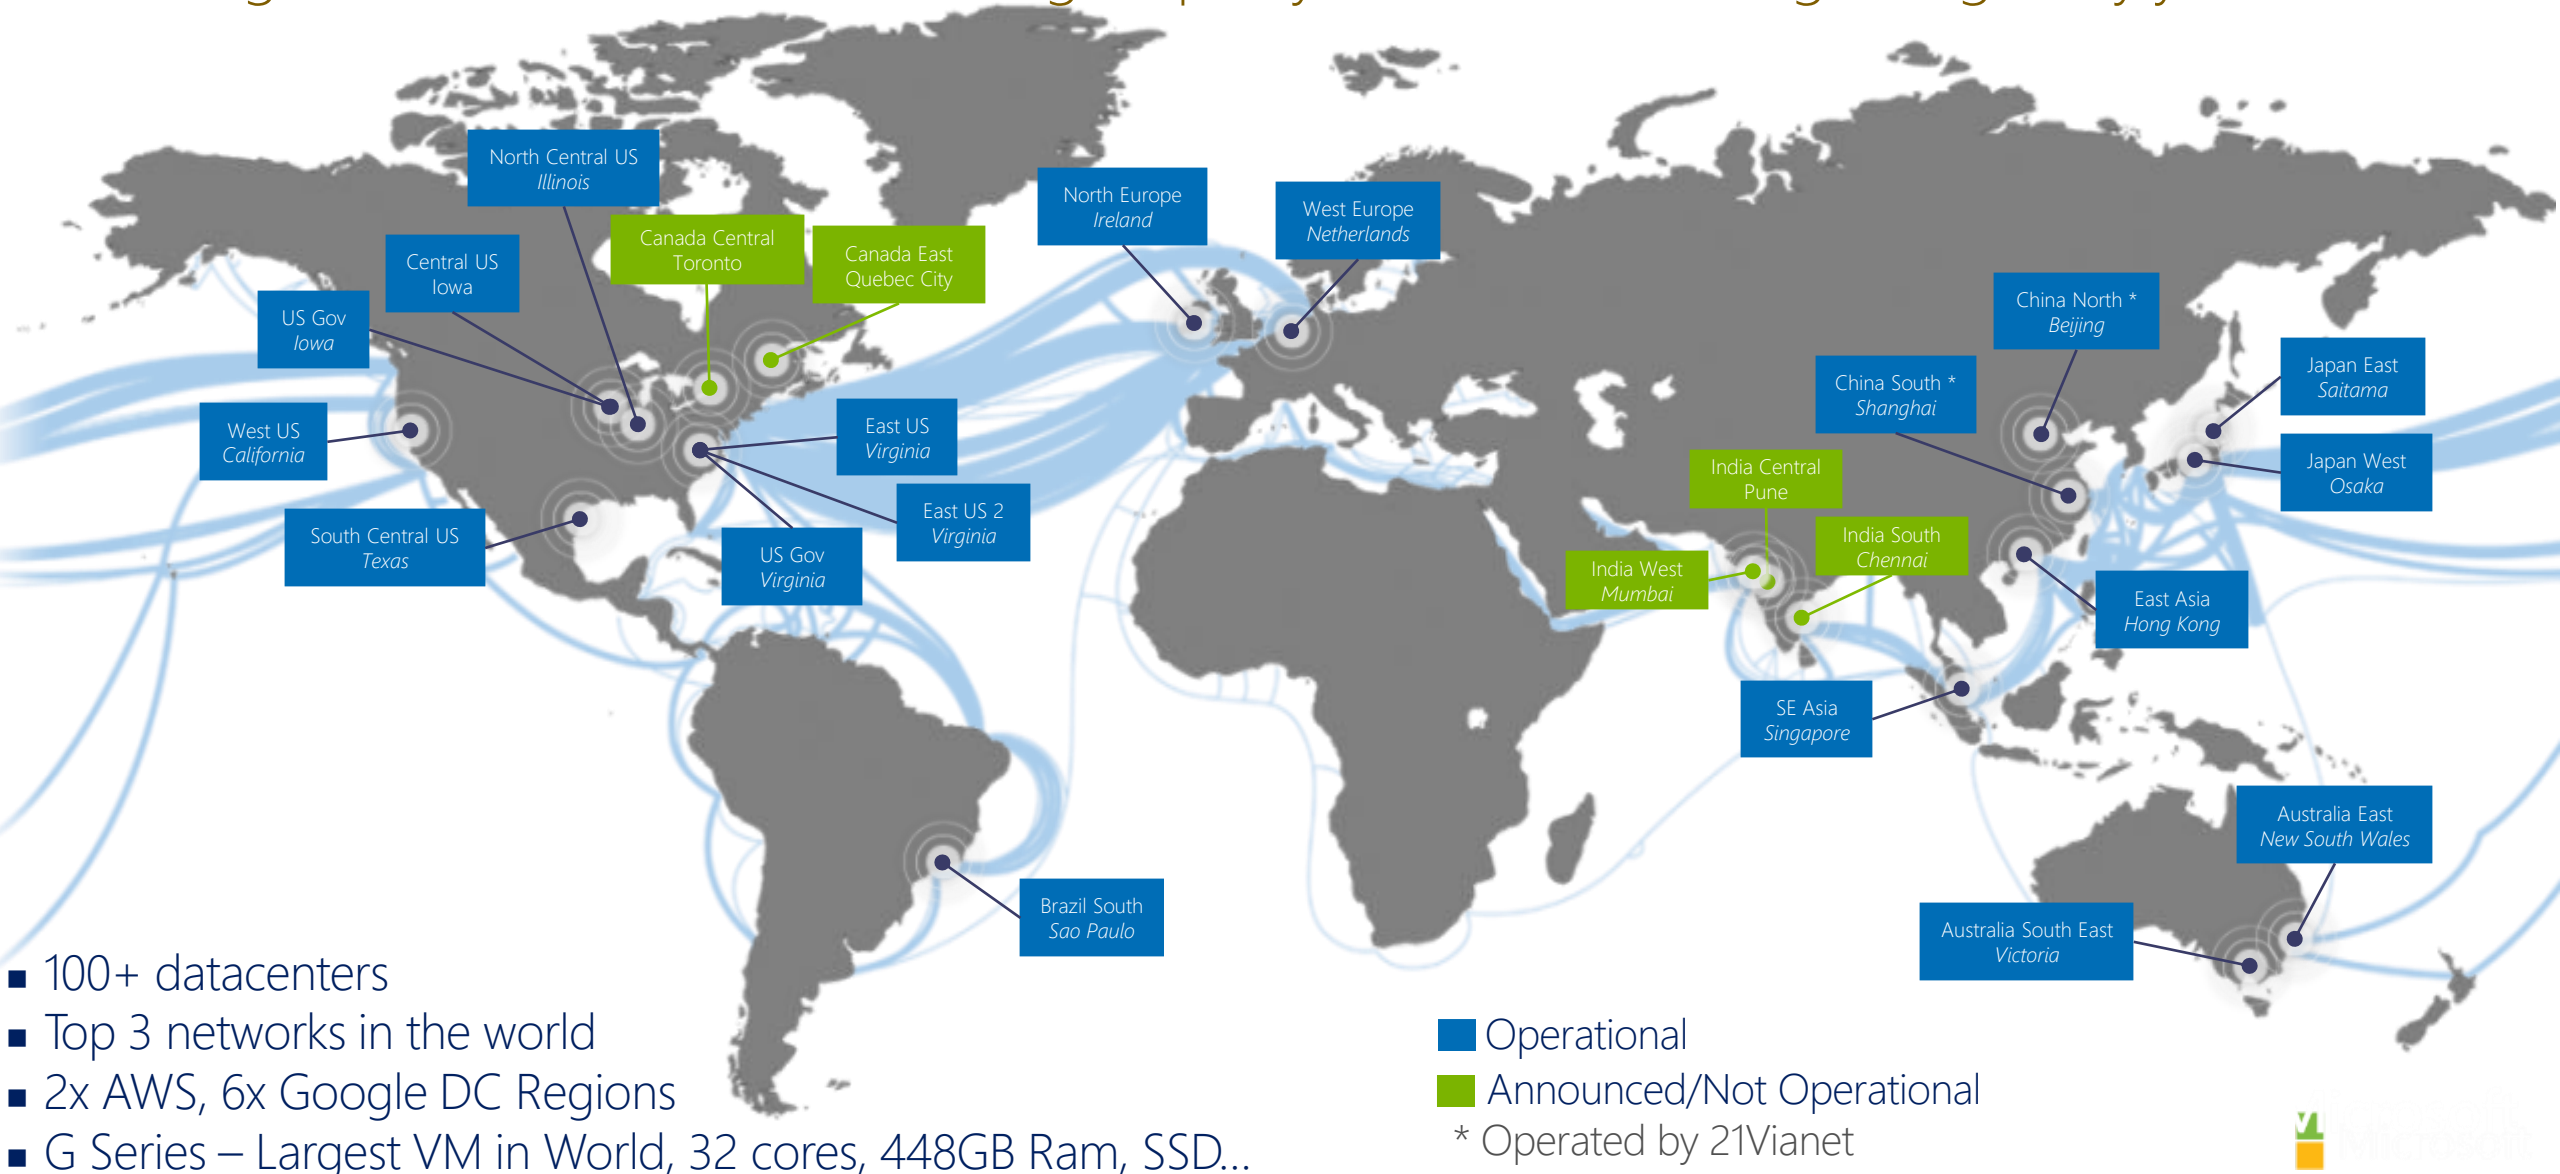 North Central US
Illinois
Canada Central
Toronto
Canada East
Quebec City
Central US
Iowa
US Gov
Iowa
West US
California
South Central US
Texas
East US
Virginia
East US 2
Virginia
US Gov
Virginia
North Europe
Ireland
West Europe
Netherlands
China North *
Beijing
China South *
Shanghai
Japan East
Saitama
Japan West
Osaka
India Central
Pune
India South
Chennai
India West
Mumbai
East Asia
Hong Kong
SE Asia
Singapore
Australia East
New South Wales
Australia South East
Victoria
Brazil South
Sao Paulo
▪ 100+ datacenters
▪ Top 3 networks in the world
▪ 2x AWS, 6x Google DC Regions
▪ G Series – Largest VM in World, 32 cores, 448GB Ram, SSD...
Operational
Announced/Not Operational
* Operated by 21Vianet
Microsoft